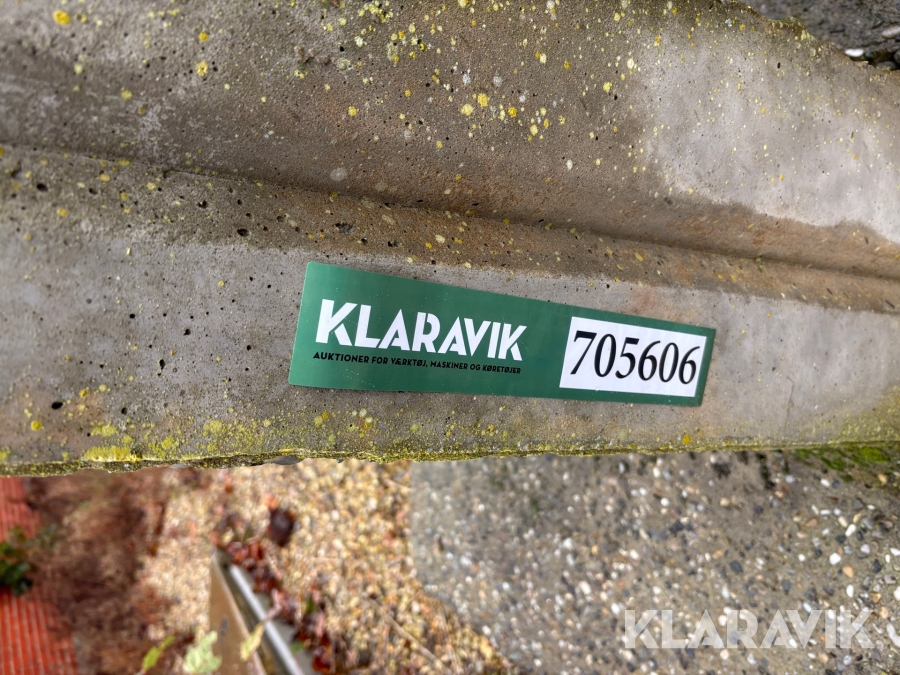 KLARAVIK
AUKTIONER FOR VÆRKTØJ, MASKINER OG KØRETØJER
705606
KLARAVIK